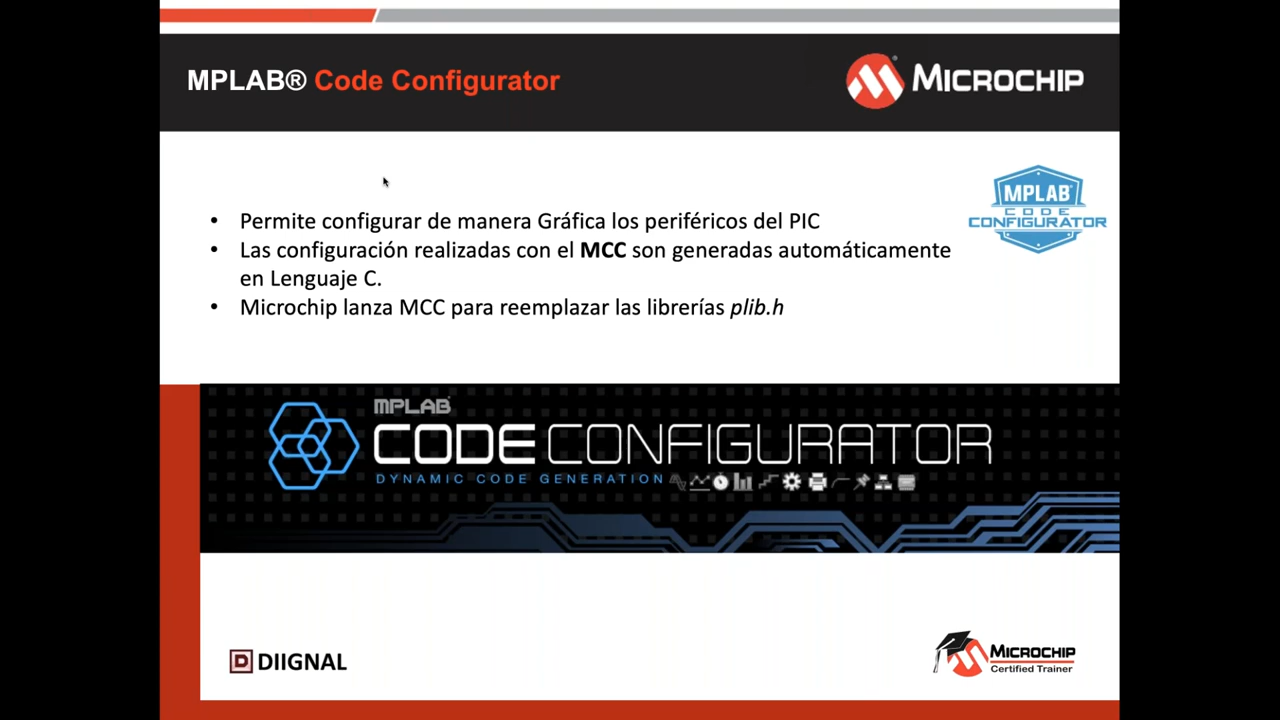 MPLAB® Code Configurator
MICROCHIP
MPLAB®
CODE
CONFIGURATOR
• Permite configurar de manera Gráfica los periféricos del PIC
• Las configuración realizadas con el MCC son generadas automáticamente
en Lenguaje C.
• Microchip lanza MCC para reemplazar las librerías plib.h
MPLAB®
CODE CONFIGURATOR
DYNAMIC CODE GENERATION
D DIIGNAL
MICROCHIP
Certified Trainer